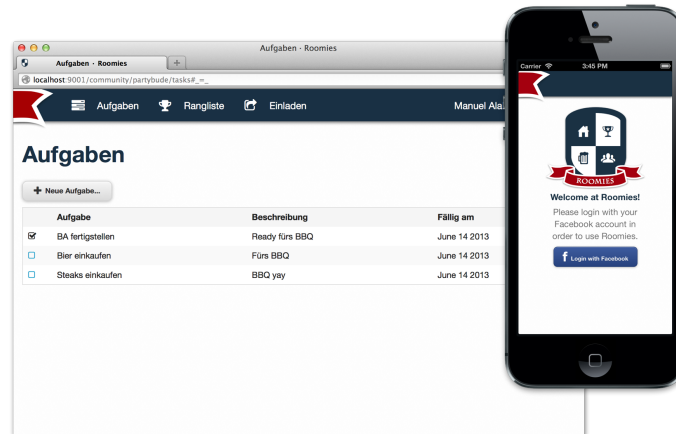 Aufgaben · Roomies
Aufgaben · Roomies
localhost:9001/community/partybude/tasks#_=_
Aufgaben Rangliste Einladen Manuel Ala
Aufgaben
Neue Aufgabe...
Aufgabe Beschreibung Fällig am
BA fertigstellen Ready fürs BBQ June 14 2013
Bier einkaufen Fürs BBQ June 14 2013
Steaks einkaufen BBQ yay June 14 2013
Carrier 3:45 PM
ROOMIES
Welcome at Roomies!
Please login with your
Facebook account in
order to use Roomies.
f Login with Facebook